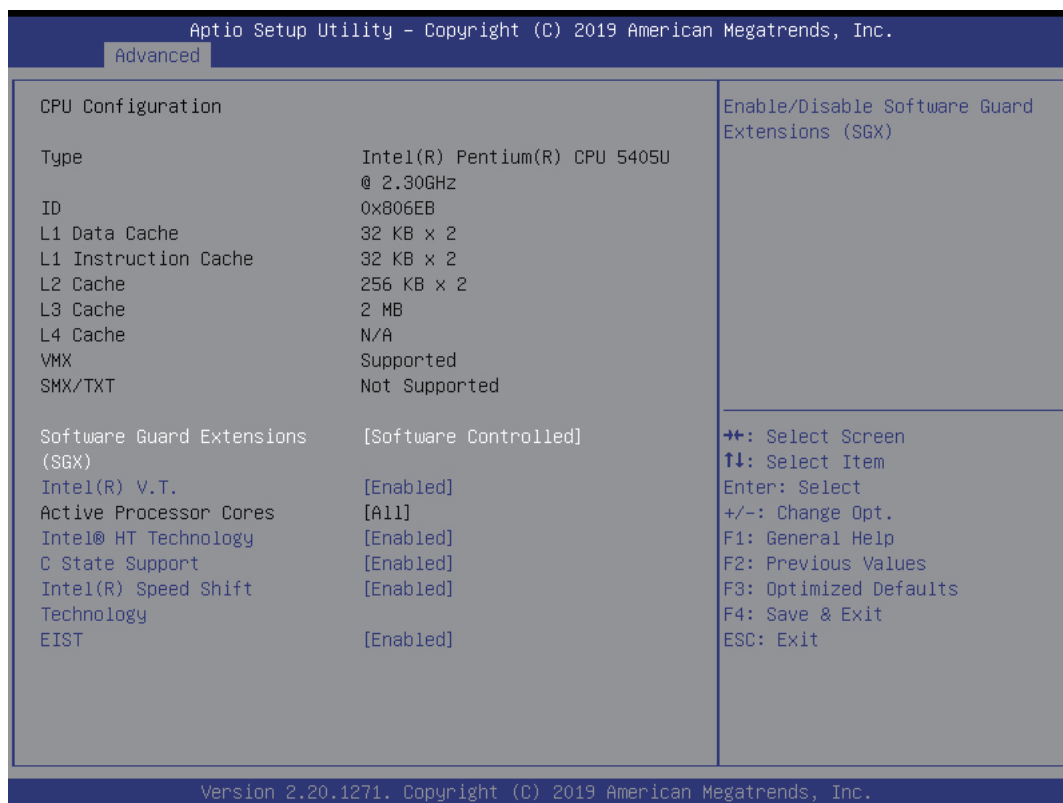 Aptio Setup Utility – Copyright (C) 2019 American Megatrends, Inc.
Advanced
CPU Configuration
Type Intel(R) Pentium(R) CPU 5405U
@ 2.30GHz
ID 0x806EB
L1 Data Cache 32 KB x 2
L1 Instruction Cache 32 KB x 2
L2 Cache 256 KB x 2
L3 Cache 2 MB
L4 Cache N/A
VMX Supported
SMX/TXT Not Supported
Software Guard Extensions [Software Controlled]
(SGX)
Intel(R) V.T. [Enabled]
Active Processor Cores [All]
Intel® HT Technology [Enabled]
C State Support [Enabled]
Intel(R) Speed Shift [Enabled]
Technology
EIST [Enabled]
Enable/Disable Software Guard
Extensions (SGX)
→←: Select Screen
↑↓: Select Item
Enter: Select
+/-: Change Opt.
F1: General Help
F2: Previous Values
F3: Optimized Defaults
F4: Save & Exit
ESC: Exit
Version 2.20.1271. Copyright (C) 2019 American Megatrends, Inc.